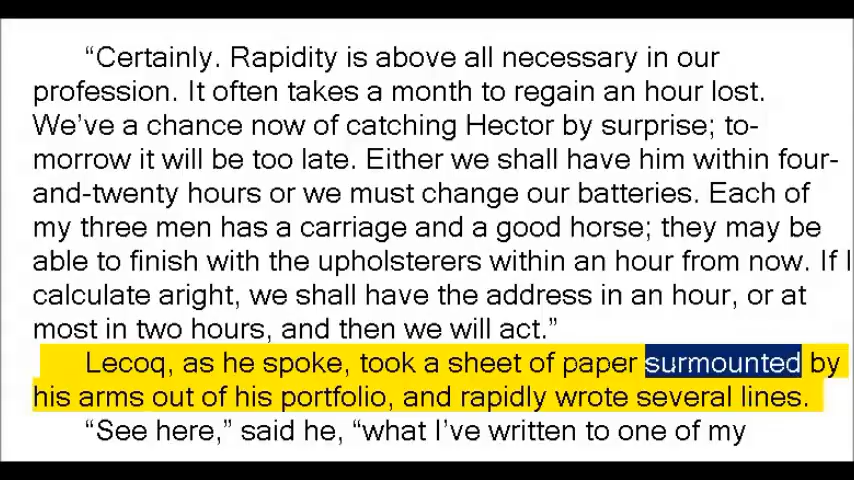 “Certainly. Rapidity is above all necessary in our
profession. It often takes a month to regain an hour lost.
We’ve a chance now of catching Hector by surprise; to-
morrow it will be too late. Either we shall have him within four-
and-twenty hours or we must change our batteries. Each of
my three men has a carriage and a good horse; they may be
able to finish with the upholsterers within an hour from now. If I
calculate aright, we shall have the address in an hour, or at
most in two hours, and then we will act.”
Lecoq, as he spoke, took a sheet of paper surmounted by
his arms out of his portfolio, and rapidly wrote several lines.
“See here,” said he, “what I’ve written to one of my